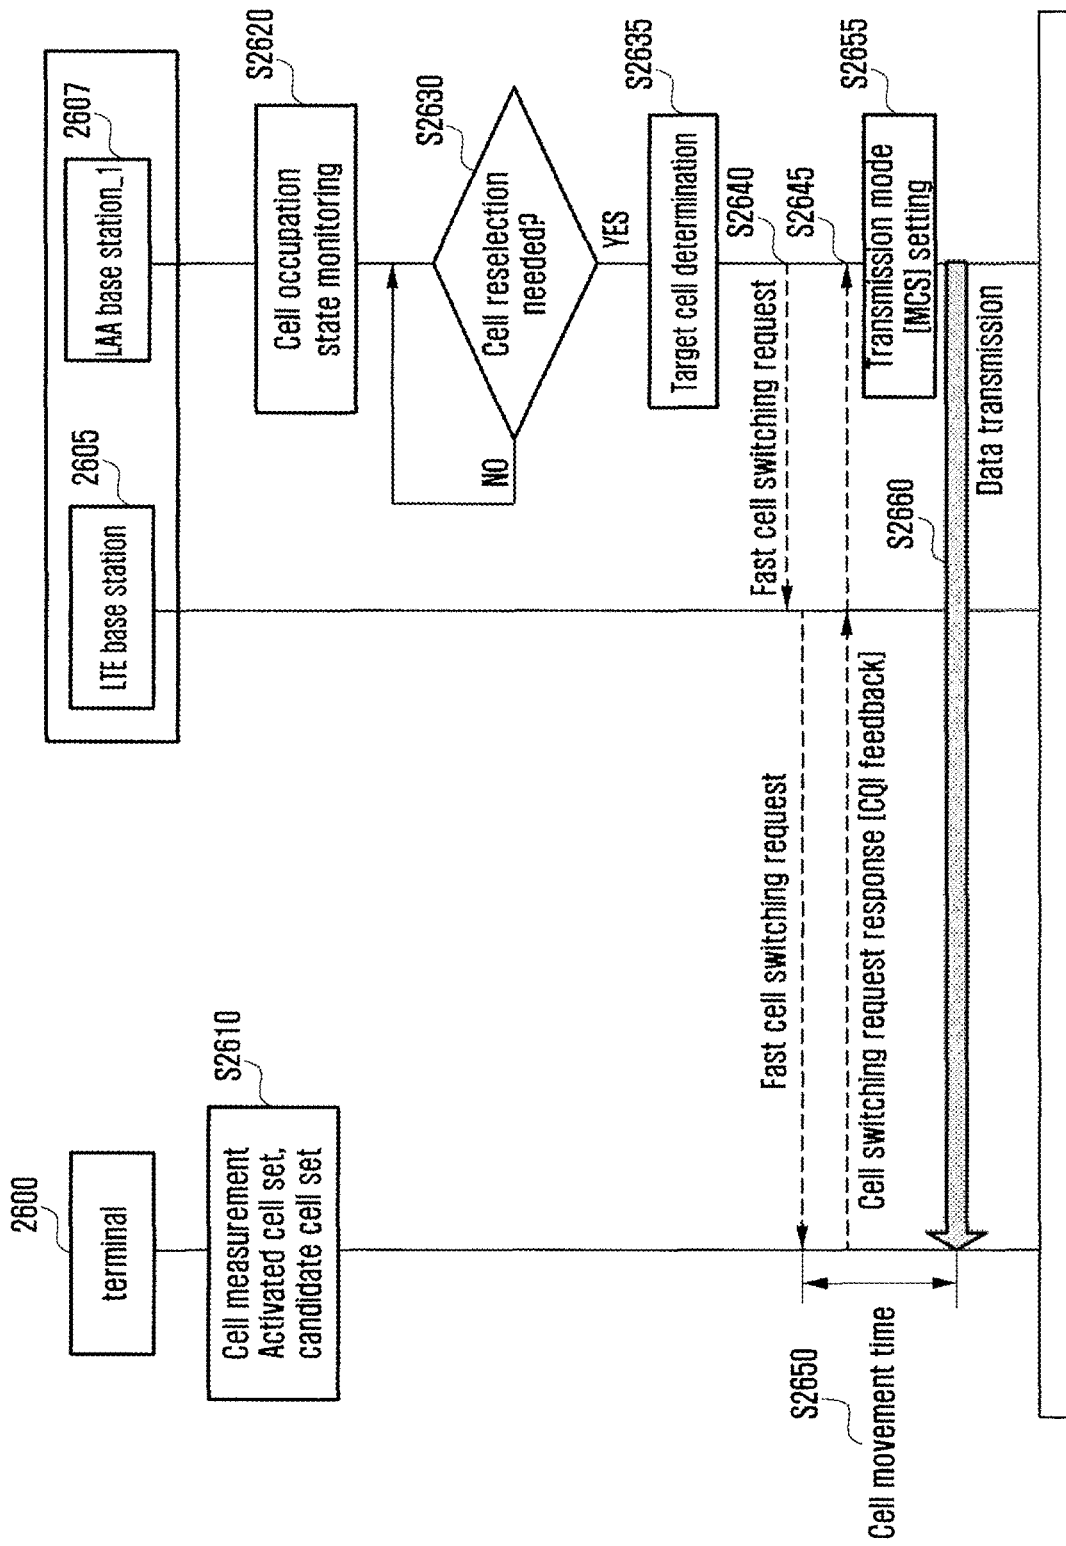 2600
terminal
2605
LTE base station
2607
LAA base station_1
S2610
Cell measurement
Activated cell set,
candidate cell set
S2620
Cell occupation
state monitoring
S2630
Cell reselection
needed?
NO
YES
S2635
Target cell determination
S2640
Fast cell switching request
Fast cell switching request
S2645
Cell switching request response [CQI feedback]
S2650
Cell movement time
S2655
Transmission mode
[MCS] setting
S2660
Data transmission